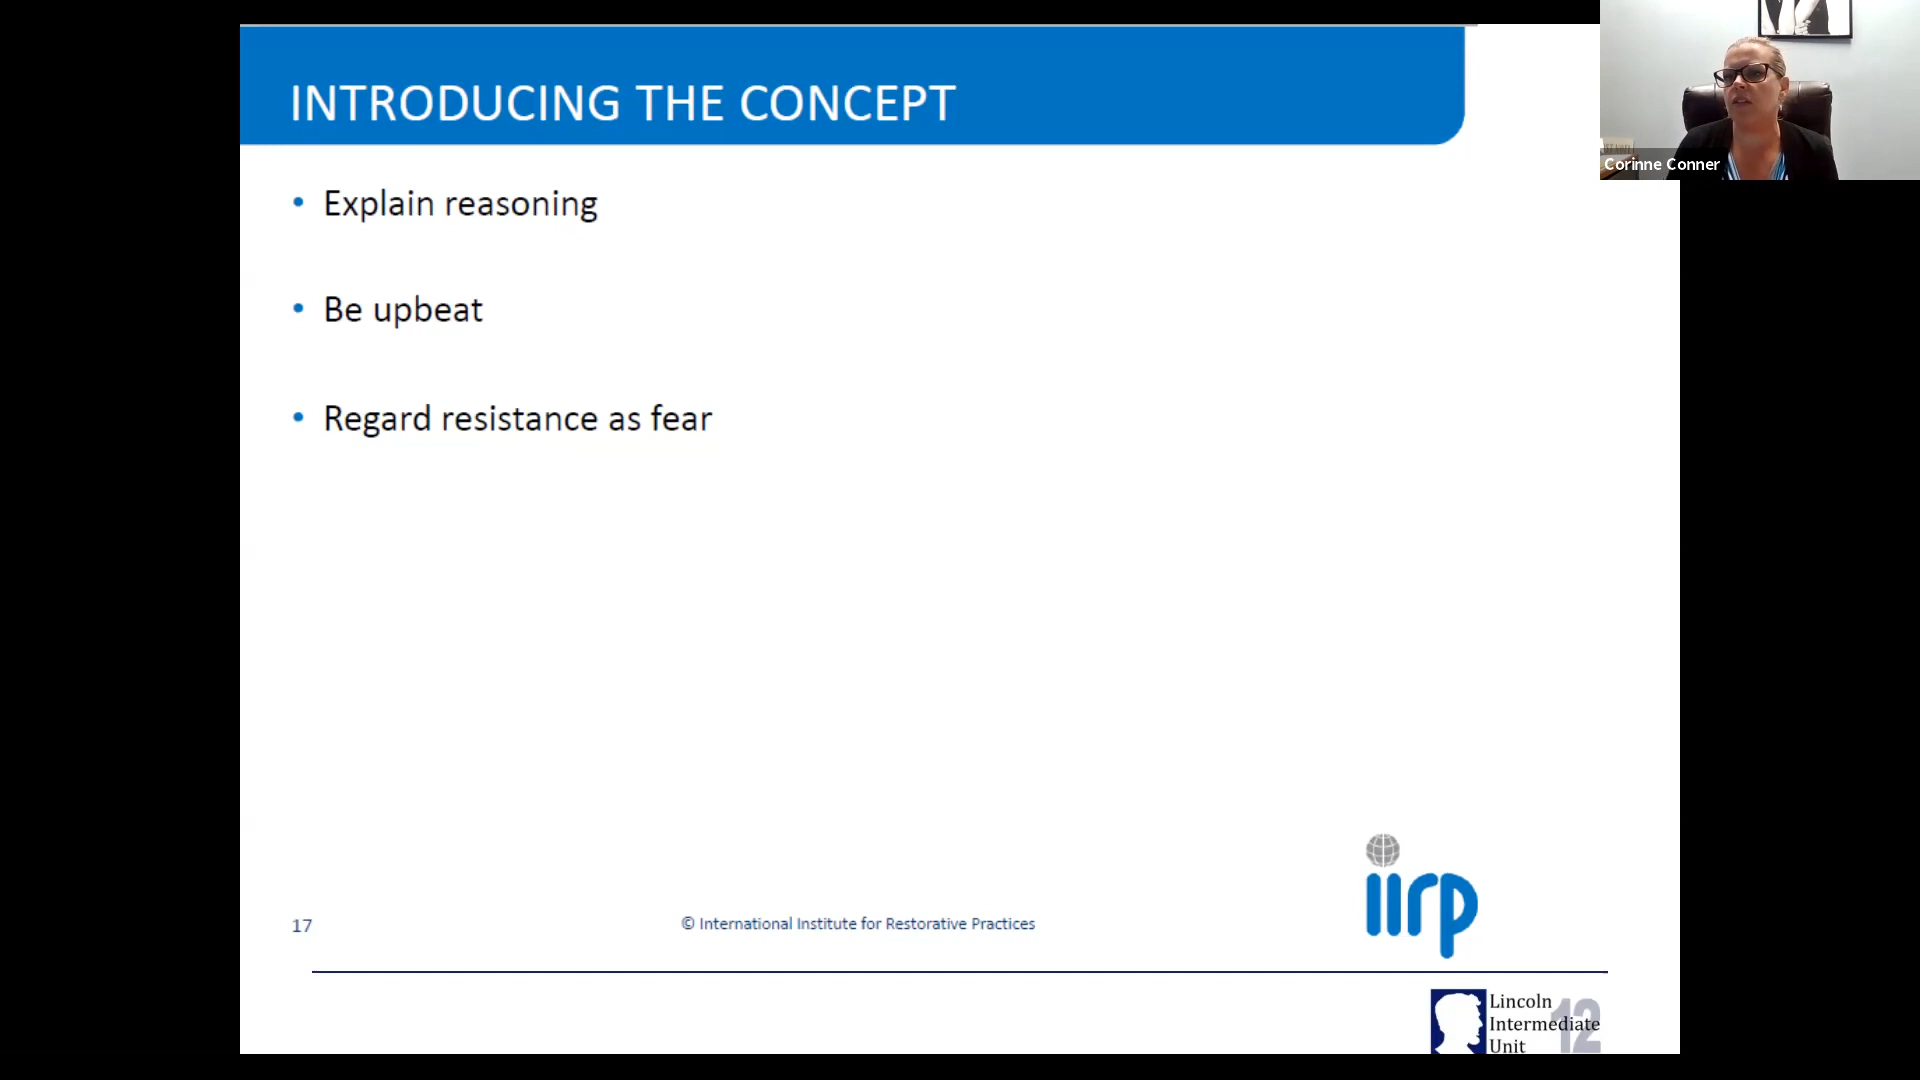 INTRODUCING THE CONCEPT
Corinne Conner
• Explain reasoning
• Be upbeat
• Regard resistance as fear
iirp
17
© International Institute for Restorative Practices
Lincoln
Intermediate
Unit
12